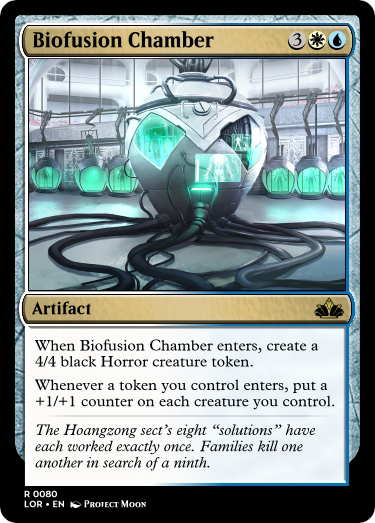 Biofusion Chamber 3
Artifact
When Biofusion Chamber enters, create a
4/4 black Horror creature token.
Whenever a token you control enters, put a
+1/+1 counter on each creature you control.
The Hoangzong sect's eight “solutions” have
each worked exactly once. Families kill one
another in search of a ninth.
R 0080
LOR • EN Project Moon